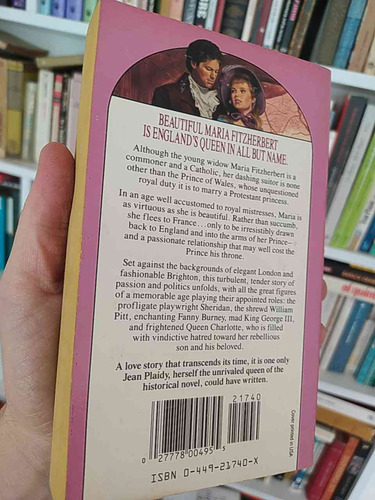 BEAUTIFUL MARIA FITZHERBERT
IS ENGLAND'S QUEEN IN ALL BUT NAME.
Although the young widow Maria Fitzherbert is a
commoner and a Catholic, her dashing suitor is none
other than the Prince of Wales, whose unquestioned
royal duty it is to marry a Protestant princess.
In an age well accustomed to royal mistresses, Maria is
as virtuous as she is beautiful. Rather than succumb,
she flees to France...only to be irresistibly drawn
back to England and into the arms of her Prince—
and a passionate relationship that may well cost the
Prince his throne.
Set against the backgrounds of elegant London and
fashionable Brighton, this turbulent, tender story of
passion and politics unfolds, with all the great figures
of a memorable age playing their appointed roles: the
profligate playwright Sheridan, the shrewd William
Pitt, enchanting Fanny Burney, mad King George III,
and frightened Queen Charlotte, who is filled
with vindictive hatred toward her rebellious
son and his beloved.
A love story that transcends its time, it is one only
Jean Plaidy, herself the unrivaled queen of the
historical novel, could have written.
21740
0 27778 00495 5
ISBN 0-449-21740-X
Cover printed in USA